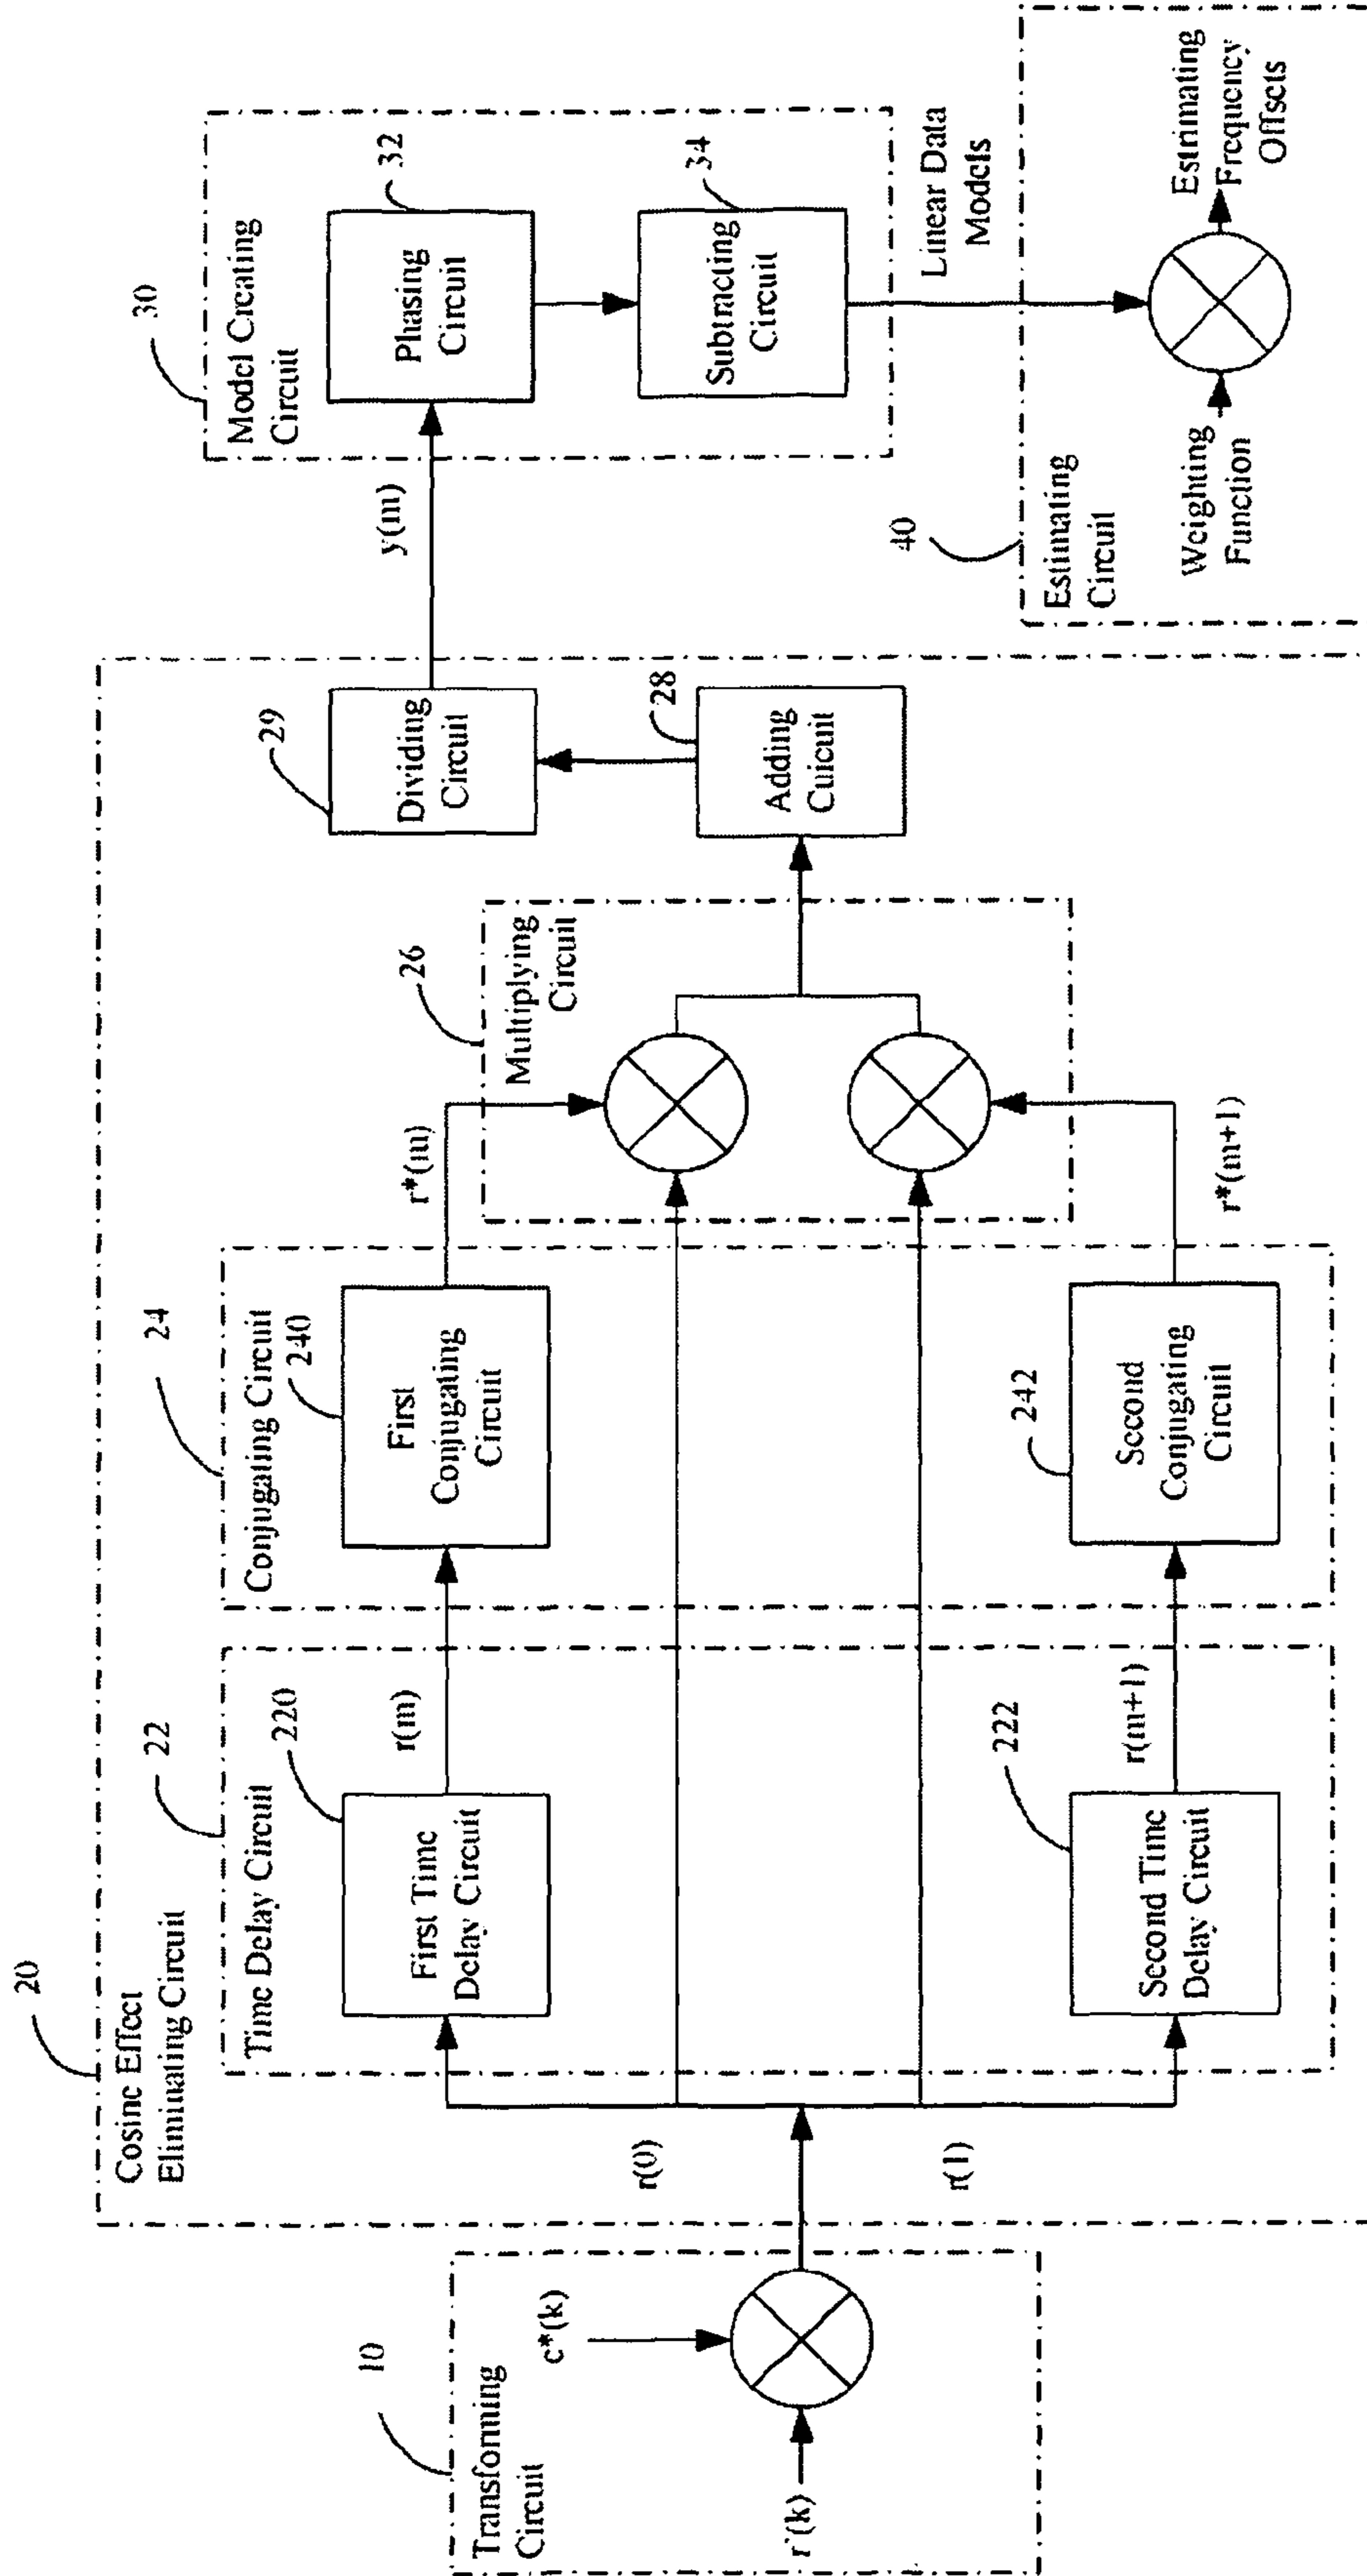 10
Transforming
Circuit
r'(k)
c*(k)
20
Cosine Effect
Eliminating Circuit
r(0)
r(1)
22
Time Delay Circuit
220
First Time
Delay Circuit
r(m)
222
Second Time
Delay Circuit
r(m+1)
24
Conjugating Circuit
240
First
Conjugating
Circuit
r*(m)
242
Second
Conjugating
Circuit
r*(m+1)
26
Multiplying
Circuit
28
Adding
Cuicuit
29
Dividing
Circuit
y(m)
30
Model Creating
Circuit
32
Phasing
Circuit
34
Subtracting
Circuit
Linear Data
Models
40
Estimating
Circuit
Weighting
Function
Estimating
Frequency
Offsets